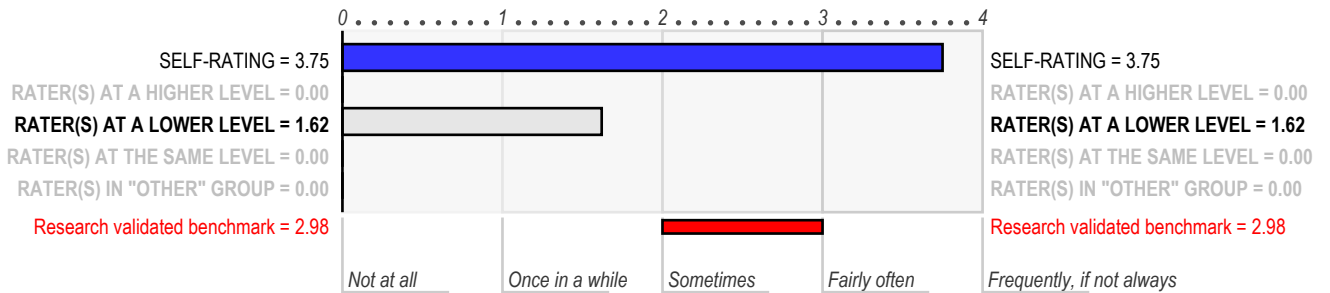 0 1 2 3 4
SELF-RATING = 3.75 SELF-RATING = 3.75
RATER(S) AT A HIGHER LEVEL = 0.00 RATER(S) AT A HIGHER LEVEL = 0.00
RATER(S) AT A LOWER LEVEL = 1.62 RATER(S) AT A LOWER LEVEL = 1.62
RATER(S) AT THE SAME LEVEL = 0.00 RATER(S) AT THE SAME LEVEL = 0.00
RATER(S) IN "OTHER" GROUP = 0.00 RATER(S) IN "OTHER" GROUP = 0.00
Research validated benchmark = 2.98 Research validated benchmark = 2.98
Not at all Once in a while Sometimes Fairly often Frequently, if not always